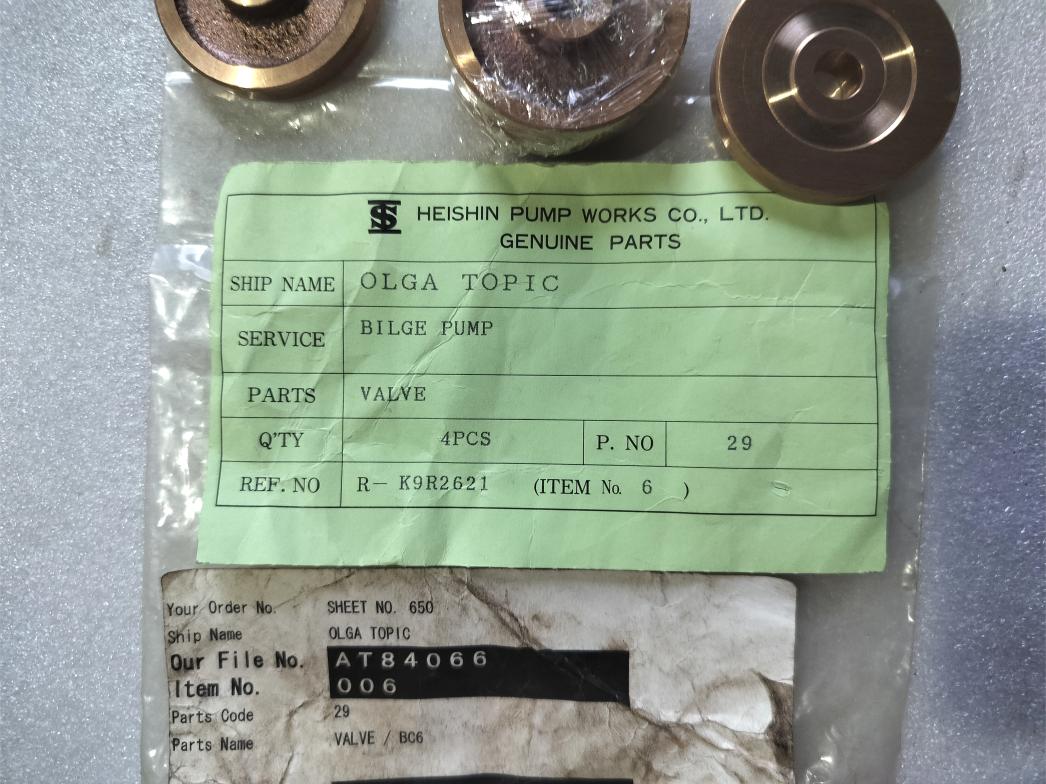 HEISHIN PUMP WORKS CO., LTD.
GENUINE PARTS
SHIP NAME OLGA TOPIC
SERVICE BILGE PUMP
PARTS VALVE
Q'TY 4PCS P. NO 29
REF. NO R- K9R2621 (ITEM No. 6 )
Your Order No. SHEET NO. 650
Ship Name OLGA TOPIC
Our File No. AT84066
Item No. 006
Parts Code 29
Parts Name VALVE / BC6